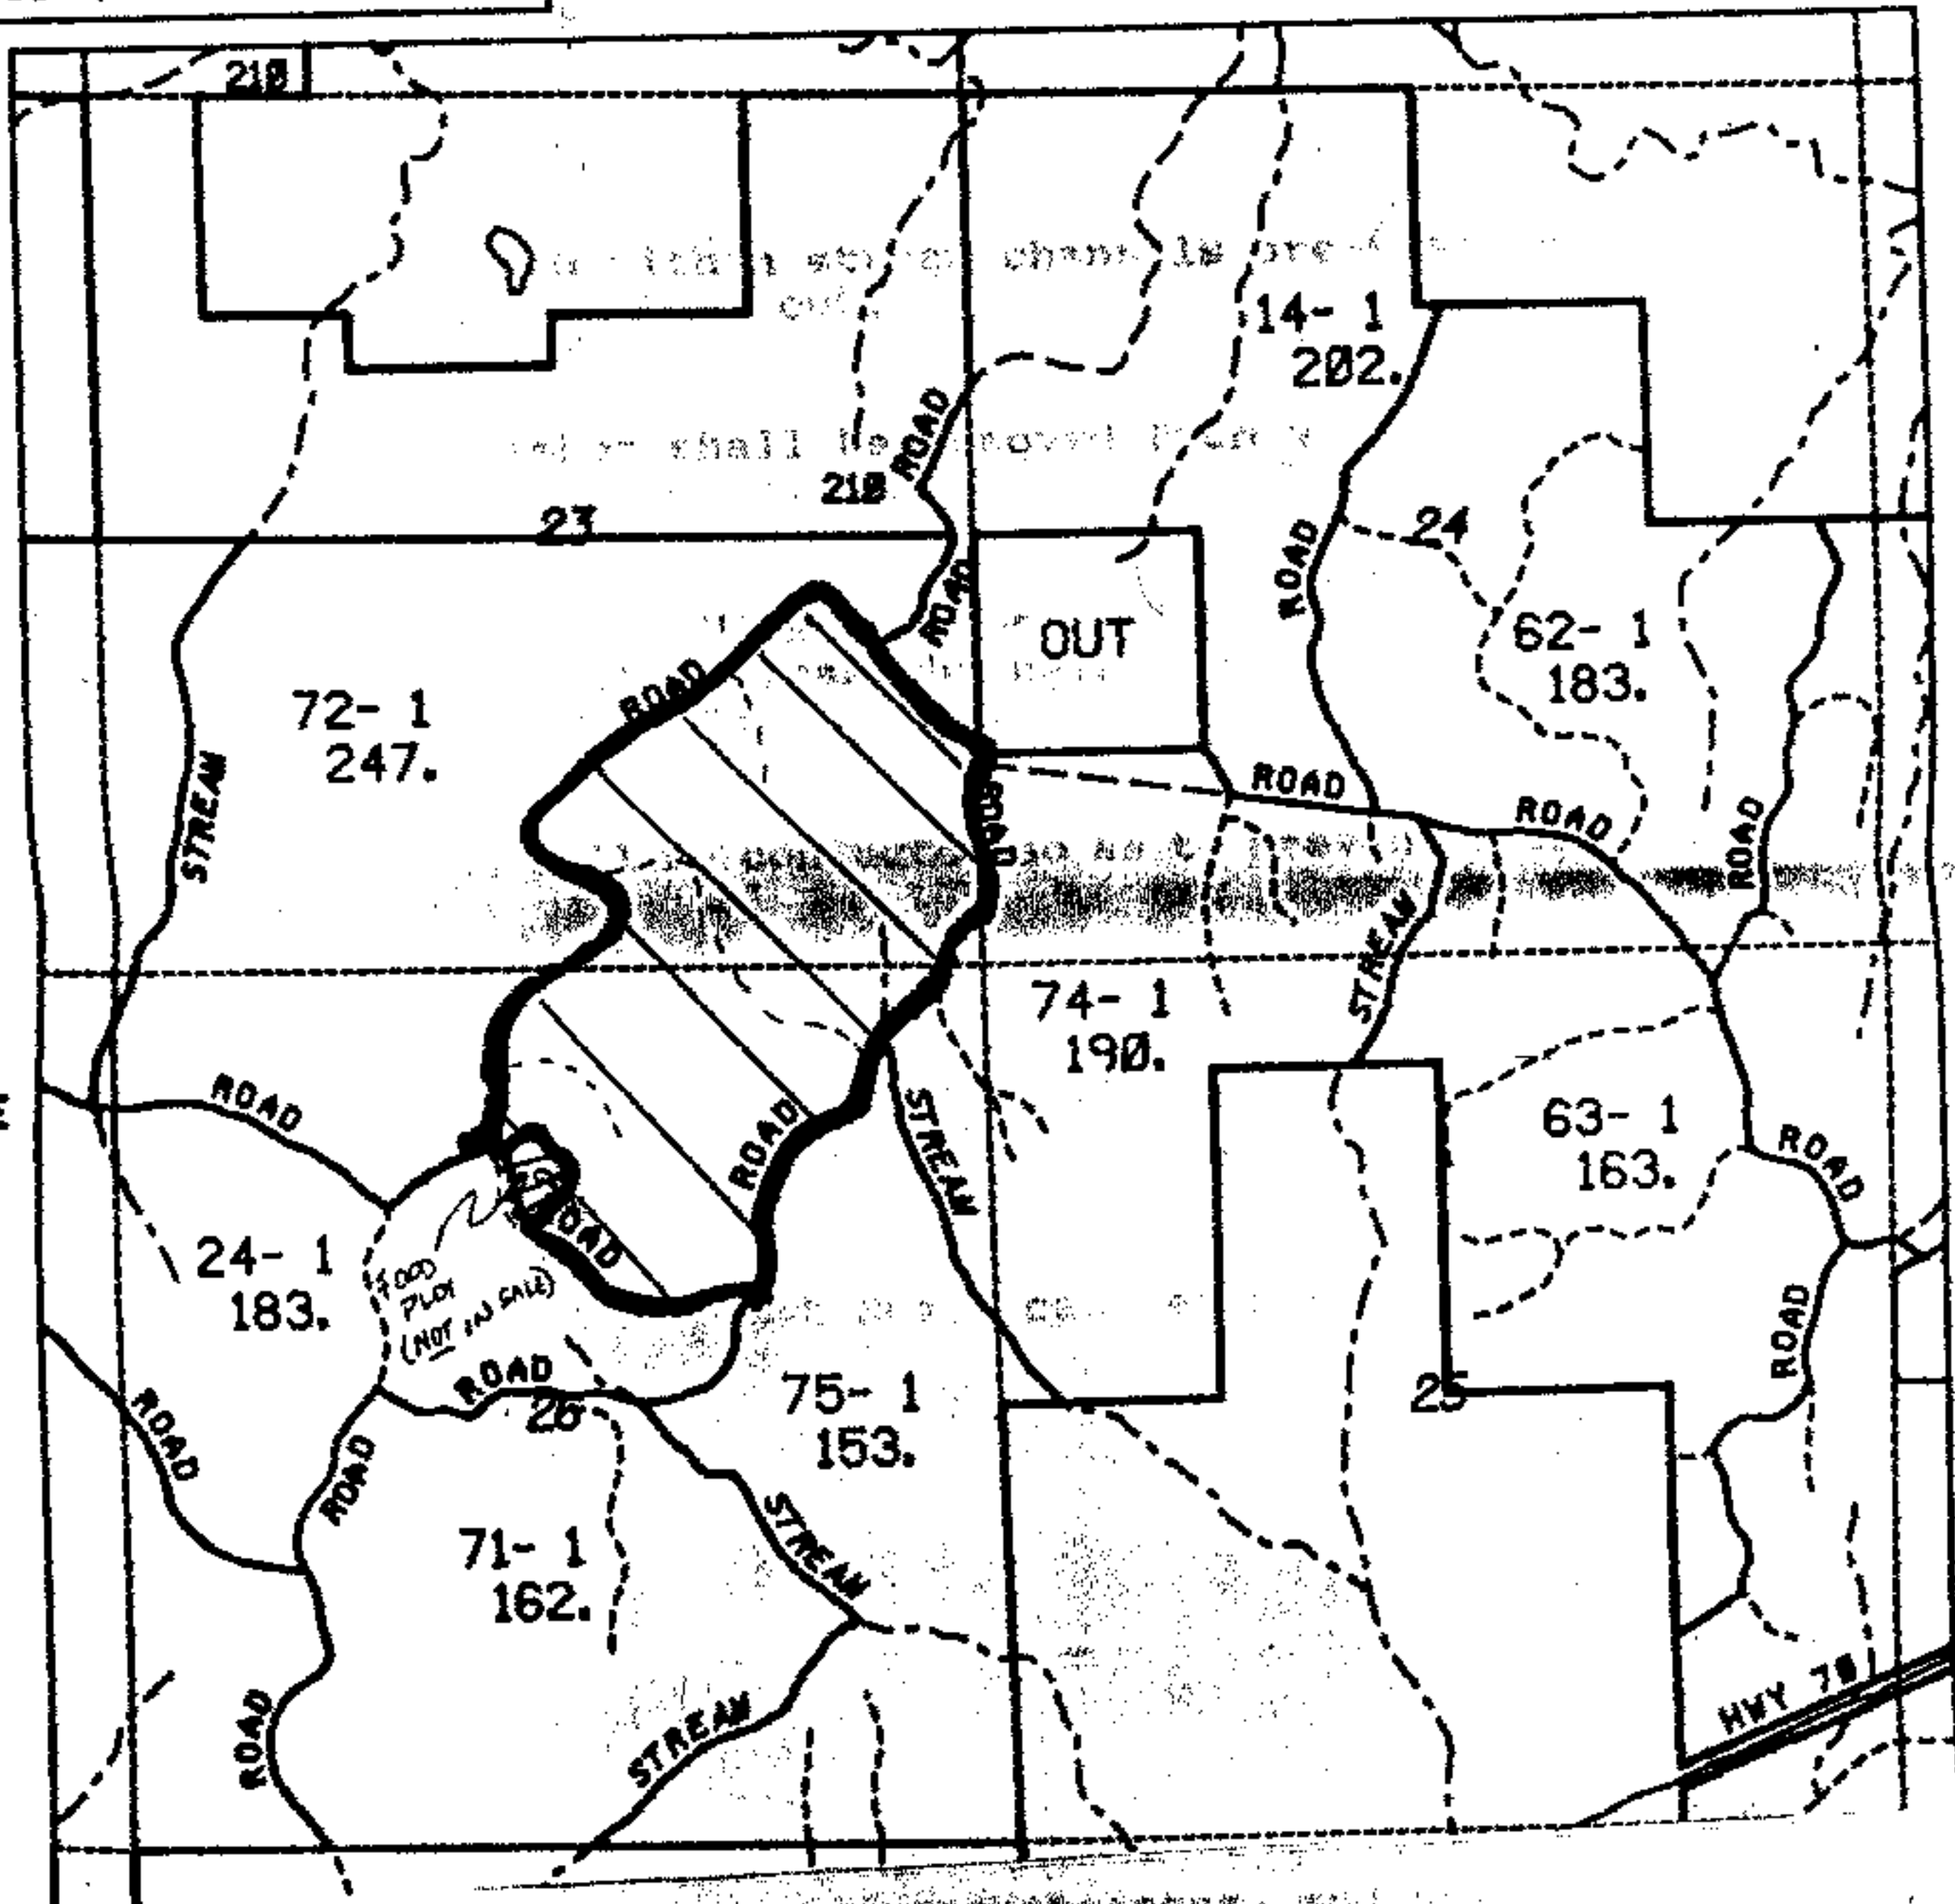 210
14- 1
202.
ROAD
210
23
24
ROAD
ROAD
OUT
62- 1
183.
ROAD
72- 1
247.
STREAM
ROAD
ROAD
ROAD
ROAD
STREAM
74- 1
190.
ROAD
STREAM
ROAD
63- 1
163.
ROAD
ROAD
24- 1
183.
FOOD
PLOT
(NOT IN SALE)
ROAD
ROAD
26
75- 1
153.
25
ROAD
ROAD
71- 1
162.
STREAM
ROAD
STREAM
HWY 78